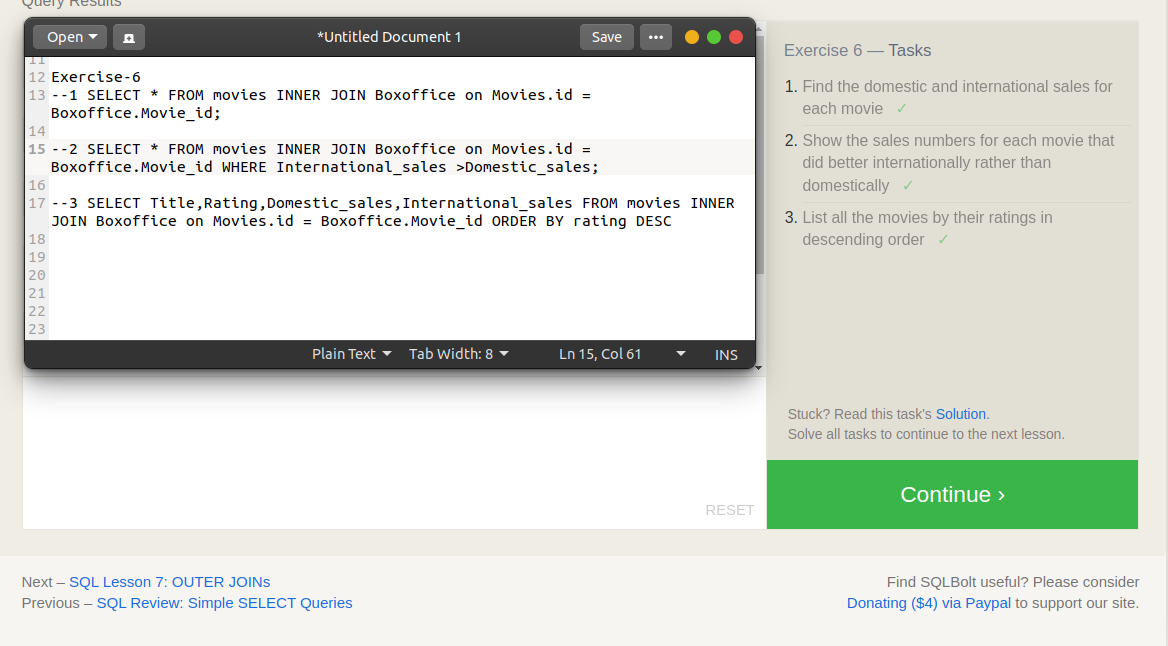 Query Results
Open
*Untitled Document 1
Save
11
12 Exercise-6
13 --1 SELECT * FROM movies INNER JOIN Boxoffice on Movies.id =
Boxoffice.Movie_id;
14
15 --2 SELECT * FROM movies INNER JOIN Boxoffice on Movies.id =
Boxoffice.Movie_id WHERE International_sales >Domestic_sales;
16
17 --3 SELECT Title,Rating,Domestic_sales,International_sales FROM movies INNER
JOIN Boxoffice on Movies.id = Boxoffice.Movie_id ORDER BY rating DESC
18
19
20
21
22
23
Plain Text
Tab Width: 8
Ln 15, Col 61
INS
RESET
Exercise 6 — Tasks
1. Find the domestic and international sales for
each movie ✓
2. Show the sales numbers for each movie that
did better internationally rather than
domestically ✓
3. List all the movies by their ratings in
descending order ✓
Stuck? Read this task's Solution.
Solve all tasks to continue to the next lesson.
Continue ›
Next – SQL Lesson 7: OUTER JOINs
Previous – SQL Review: Simple SELECT Queries
Find SQLBolt useful? Please consider
Donating ($4) via Paypal to support our site.